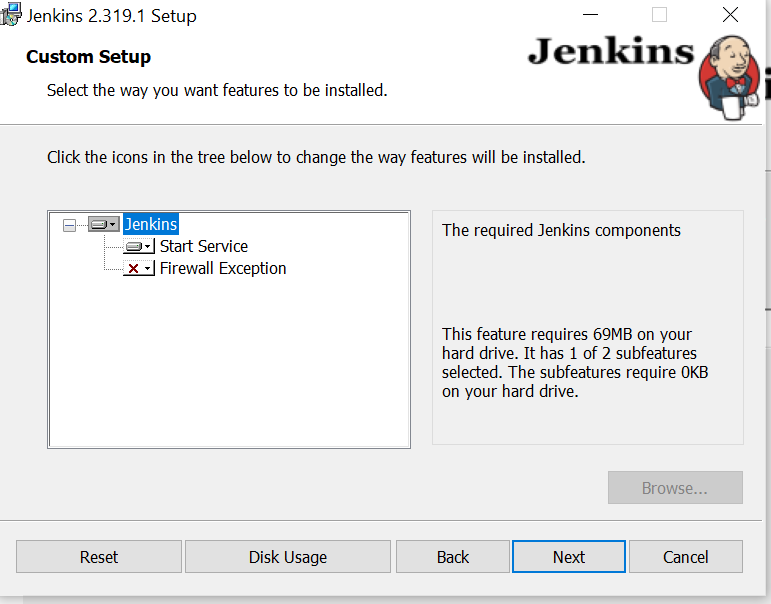 Jenkins 2.319.1 Setup
Custom Setup
Jenkins
Select the way you want features to be installed.
Click the icons in the tree below to change the way features will be installed.
Jenkins
Start Service
Firewall Exception
The required Jenkins components
This feature requires 69MB on your
hard drive. It has 1 of 2 subfeatures
selected. The subfeatures require 0KB
on your hard drive.
Browse...
Reset
Disk Usage
Back
Next
Cancel